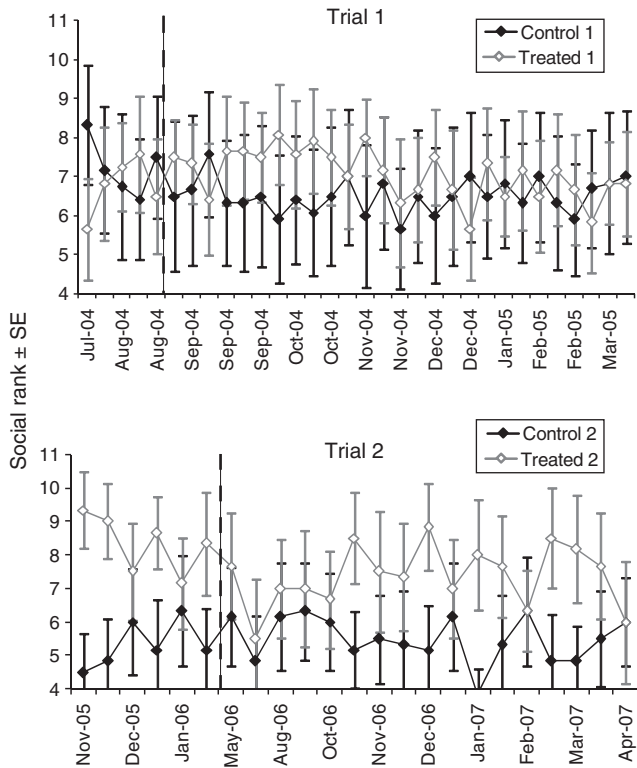 Trial 1
Control 1
Treated 1
11
10
9
8
7
6
5
4
Jul-04
Aug-04
Aug-04
Sep-04
Sep-04
Sep-04
Oct-04
Oct-04
Nov-04
Nov-04
Dec-04
Dec-04
Jan-05
Feb-05
Feb-05
Mar-05
Social rank ± SE
Trial 2
Control 2
Treated 2
11
10
9
8
7
6
5
4
Nov-05
Dec-05
Jan-06
May-06
Aug-06
Oct-06
Nov-06
Dec-06
Jan-07
Feb-07
Mar-07
Apr-07